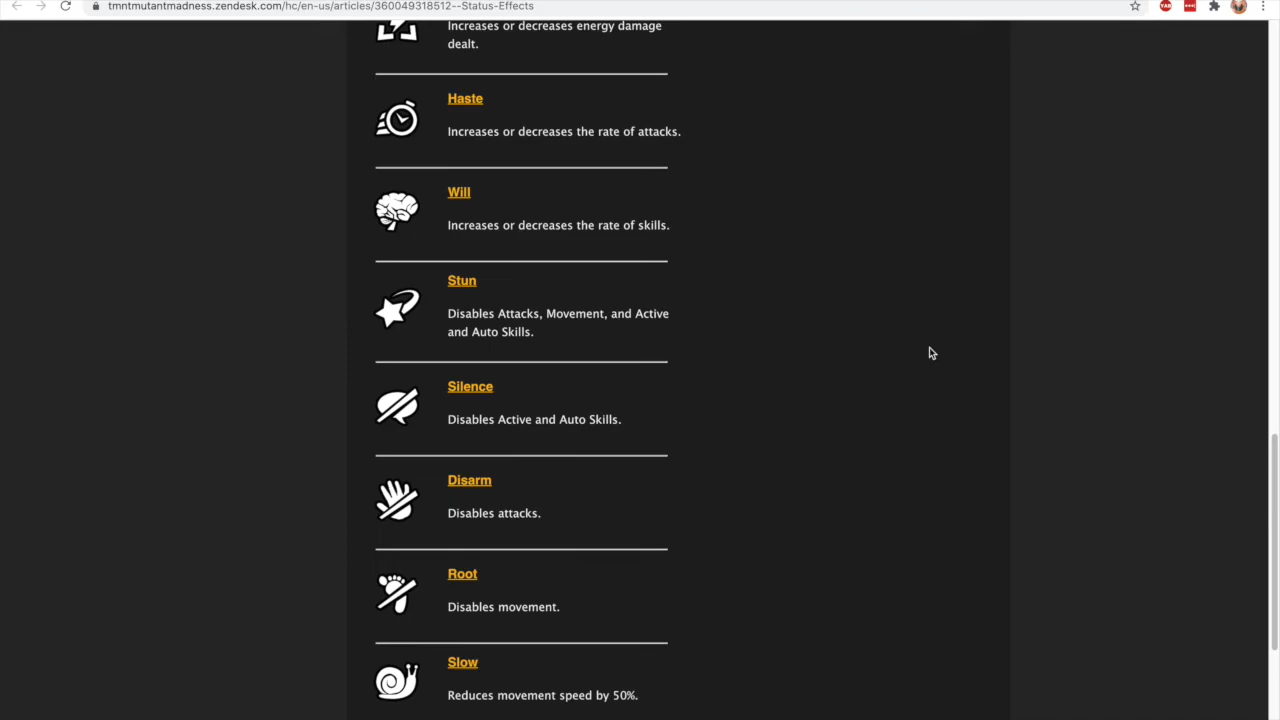 tmntmutantmadness.zendesk.com/hc/en-us/articles/360049318512--Status-Effects
Increases or decreases energy damage
dealt.
Haste
Increases or decreases the rate of attacks.
Will
Increases or decreases the rate of skills.
Stun
Disables Attacks, Movement, and Active
and Auto Skills.
Silence
Disables Active and Auto Skills.
Disarm
Disables attacks.
Root
Disables movement.
Slow
Reduces movement speed by 50%.